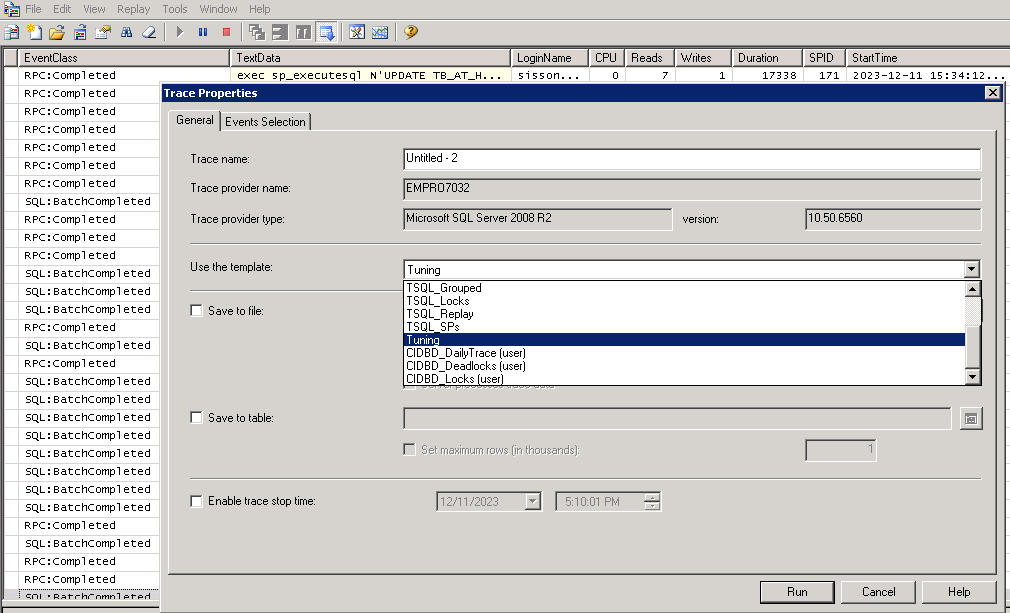 File Edit View Replay Tools Window Help
EventClass TextData LoginName CPU Reads Writes Duration SPID StartTime
RPC:Completed exec sp_executesql N'UPDATE TB_AT_H... sisson... 0 7 1 17338 171 2023-12-11 15:34:12...
RPC:Completed
Trace Properties
RPC:Completed
General Events Selection
RPC:Completed
RPC:Completed
Trace name: Untitled - 2
RPC:Completed
RPC:Completed
Trace provider name: EMPRO7032
SQL:BatchCompleted
RPC:Completed
Trace provider type: Microsoft SQL Server 2008 R2 version: 10.50.6560
RPC:Completed
RPC:Completed
Use the template: Tuning
SQL:BatchCompleted
TSQL_Grouped
SQL:BatchCompleted
TSQL_Locks
Save to file:
SQL:BatchCompleted
TSQL_Replay
RPC:Completed
TSQL_SPs
Tuning
SQL:BatchCompleted
CIDBD_DailyTrace (user)
RPC:Completed
CIDBD_Deadlocks (user)
SQL:BatchCompleted
CIDBD_Locks (user)
Server processes trace data
SQL:BatchCompleted
SQL:BatchCompleted
Save to table:
SQL:BatchCompleted
SQL:BatchCompleted
Set maximum rows (in thousands): 1
SQL:BatchCompleted
SQL:BatchCompleted
SQL:BatchCompleted
Enable trace stop time: 12/11/2023 5:10:01 PM
RPC:Completed
SQL:BatchCompleted
RPC:Completed
RPC:Completed
SQL:BatchCompleted
Run Cancel Help